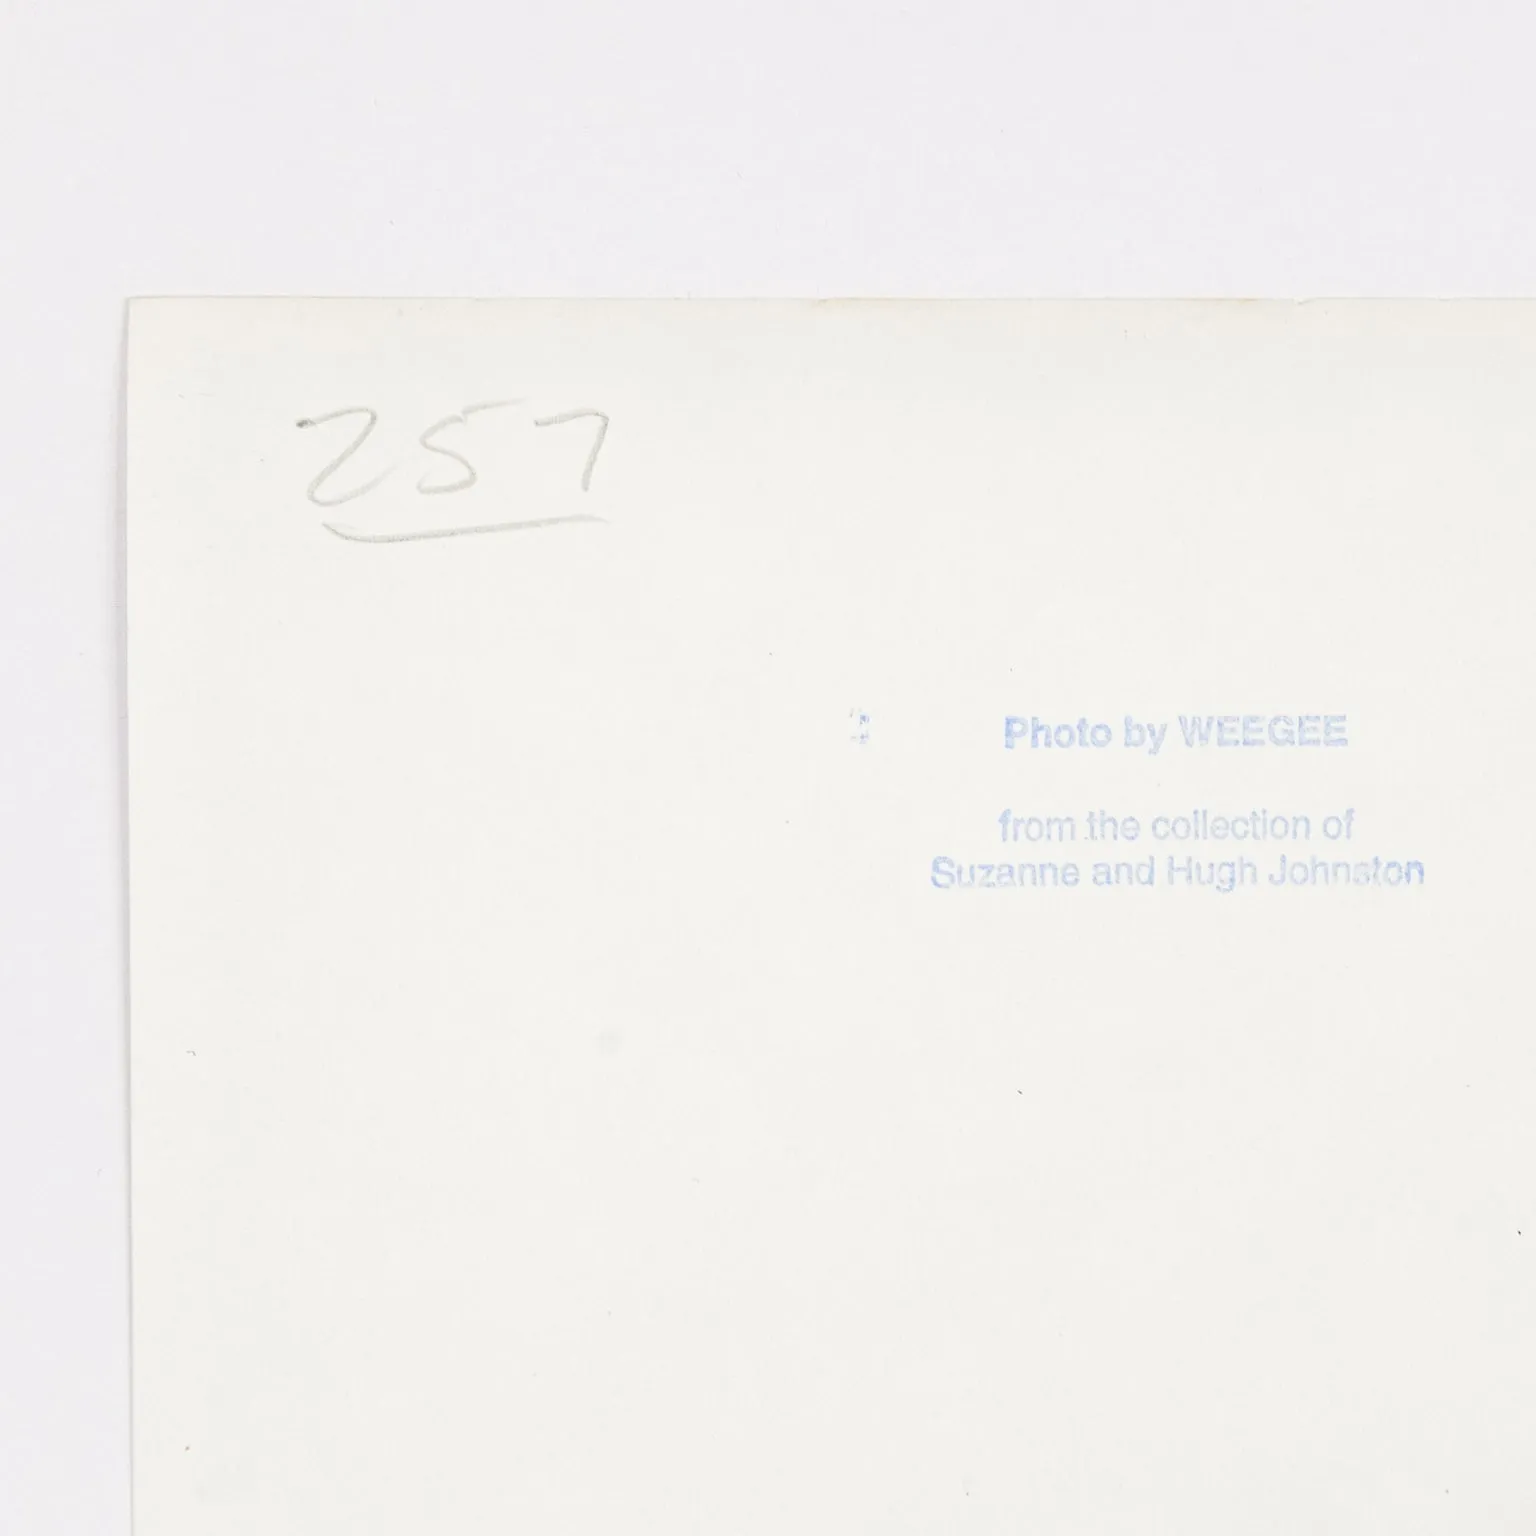 257
Photo by WEEGEE
from the collection of
Suzanne and Hugh Johnston